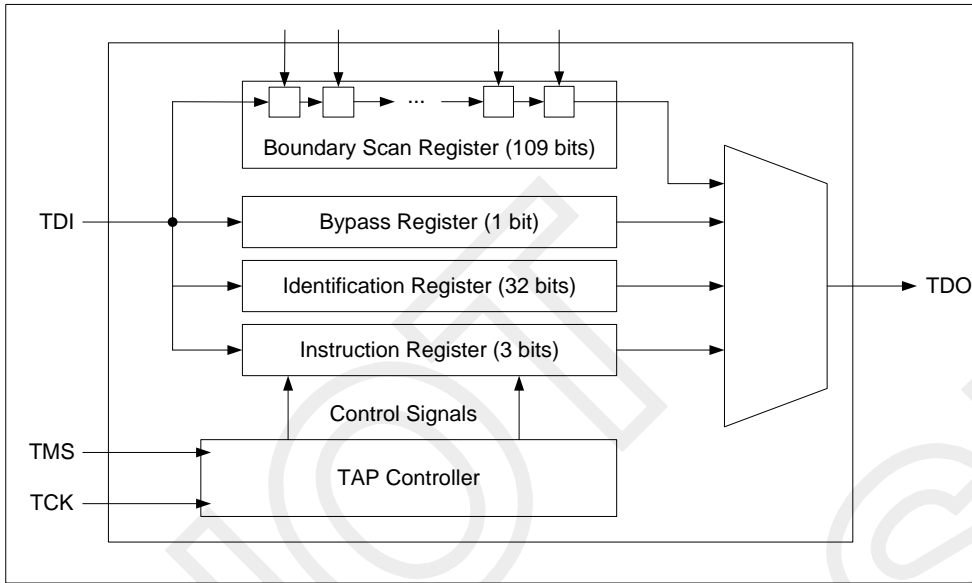 ...
Boundary Scan Register (109 bits)
TDI
Bypass Register (1 bit)
Identification Register (32 bits)
TDO
Instruction Register (3 bits)
Control Signals
TMS
TAP Controller
TCK